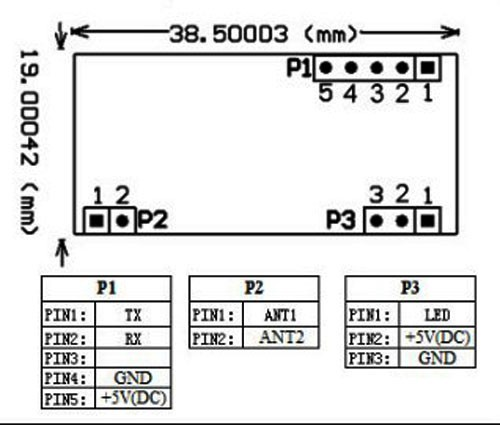 38.50003 (mm)
19.00042 (mm)
P1
5 4 3 2 1
1 2
P2
3 2 1
P3
P1
PIN1: TX
PIN2: RX
PIN3:
PIN4: GND
PIN5: +5V(DC)
P2
PIN1: ANT1
PIN2: ANT2
P3
PIN1: LED
PIN2: +5V(DC)
PIN3: GND